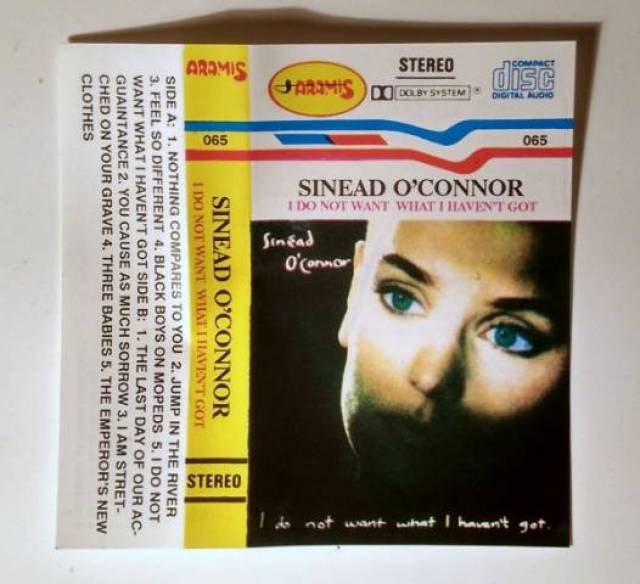 SIDE A: 1. NOTHING COMPARES TO YOU 2. JUMP IN THE RIVER
3. FEEL SO DIFFERENT 4. BLACK BOYS ON MOPEDS 5. I DO NOT
WANT WHAT I HAVEN'T GOT SIDE B: 1. THE LAST DAY OF OUR AC-
GUAINTANCE 2. YOU CAUSE AS MUCH SORROW 3. I AM STRET-
CHED ON YOUR GRAVE 4. THREE BABIES 5. THE EMPEROR'S NEW
CLOTHES
ARAMIS
065
SINEAD O'CONNOR
I DO NOT WANT WHAT I HAVEN'T GOT
STEREO
ARAMIS
STEREO
DOLBY SYSTEM ®
COMPACT
disc
DIGITAL AUDIO
065
SINEAD O'CONNOR
I DO NOT WANT WHAT I HAVEN'T GOT
Sinéad
O'Connor
I do not want what I haven't got.